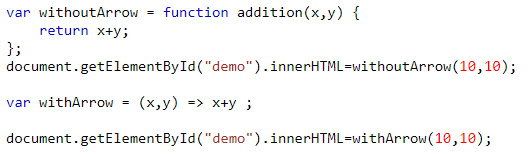 var withoutArrow = function addition(x,y) {
    return x+y;
};
document.getElementById("demo").innerHTML=withoutArrow(10,10);
var withArrow = (x,y) => x+y ;
document.getElementById("demo").innerHTML=withArrow(10,10);